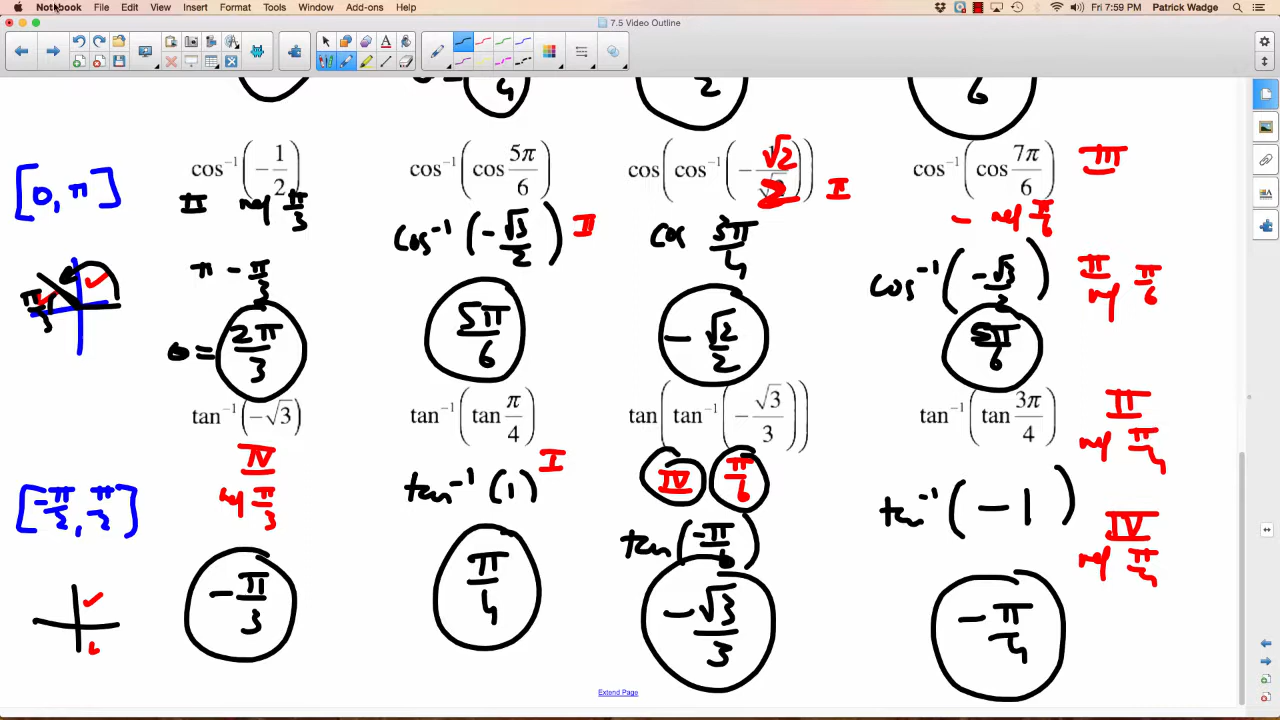 Notebook File Edit View Insert Format Tools Window Add-ons Help Fri 7:59 PM Patrick Wadge
7.5 Video Outline
4 2 6
cos⁻¹(−1/2) cos⁻¹(cos 5π/6) cos(cos⁻¹(−√2/2)) II cos⁻¹(cos 7π/6) III
[0, π]
II ref π/3 cos⁻¹(−√3/2) II cos 3π/4 − ref π/6
π − π/3 cos⁻¹(−√3/2) II ref π/6
π/3
θ = 2π/3 5π/6 −√2/2 5π/6
tan⁻¹(−√3) tan⁻¹(tan π/4) tan(tan⁻¹(−√3/3)) tan⁻¹(tan 3π/4) II ref π/4
[−π/2, π/2]
IV ref π/3 tan⁻¹(1) I IV π/6 tan⁻¹(−1) IV ref π/4
tan(−π/6)
−π/3 π/4 −√3/3 −π/4
Extend Page